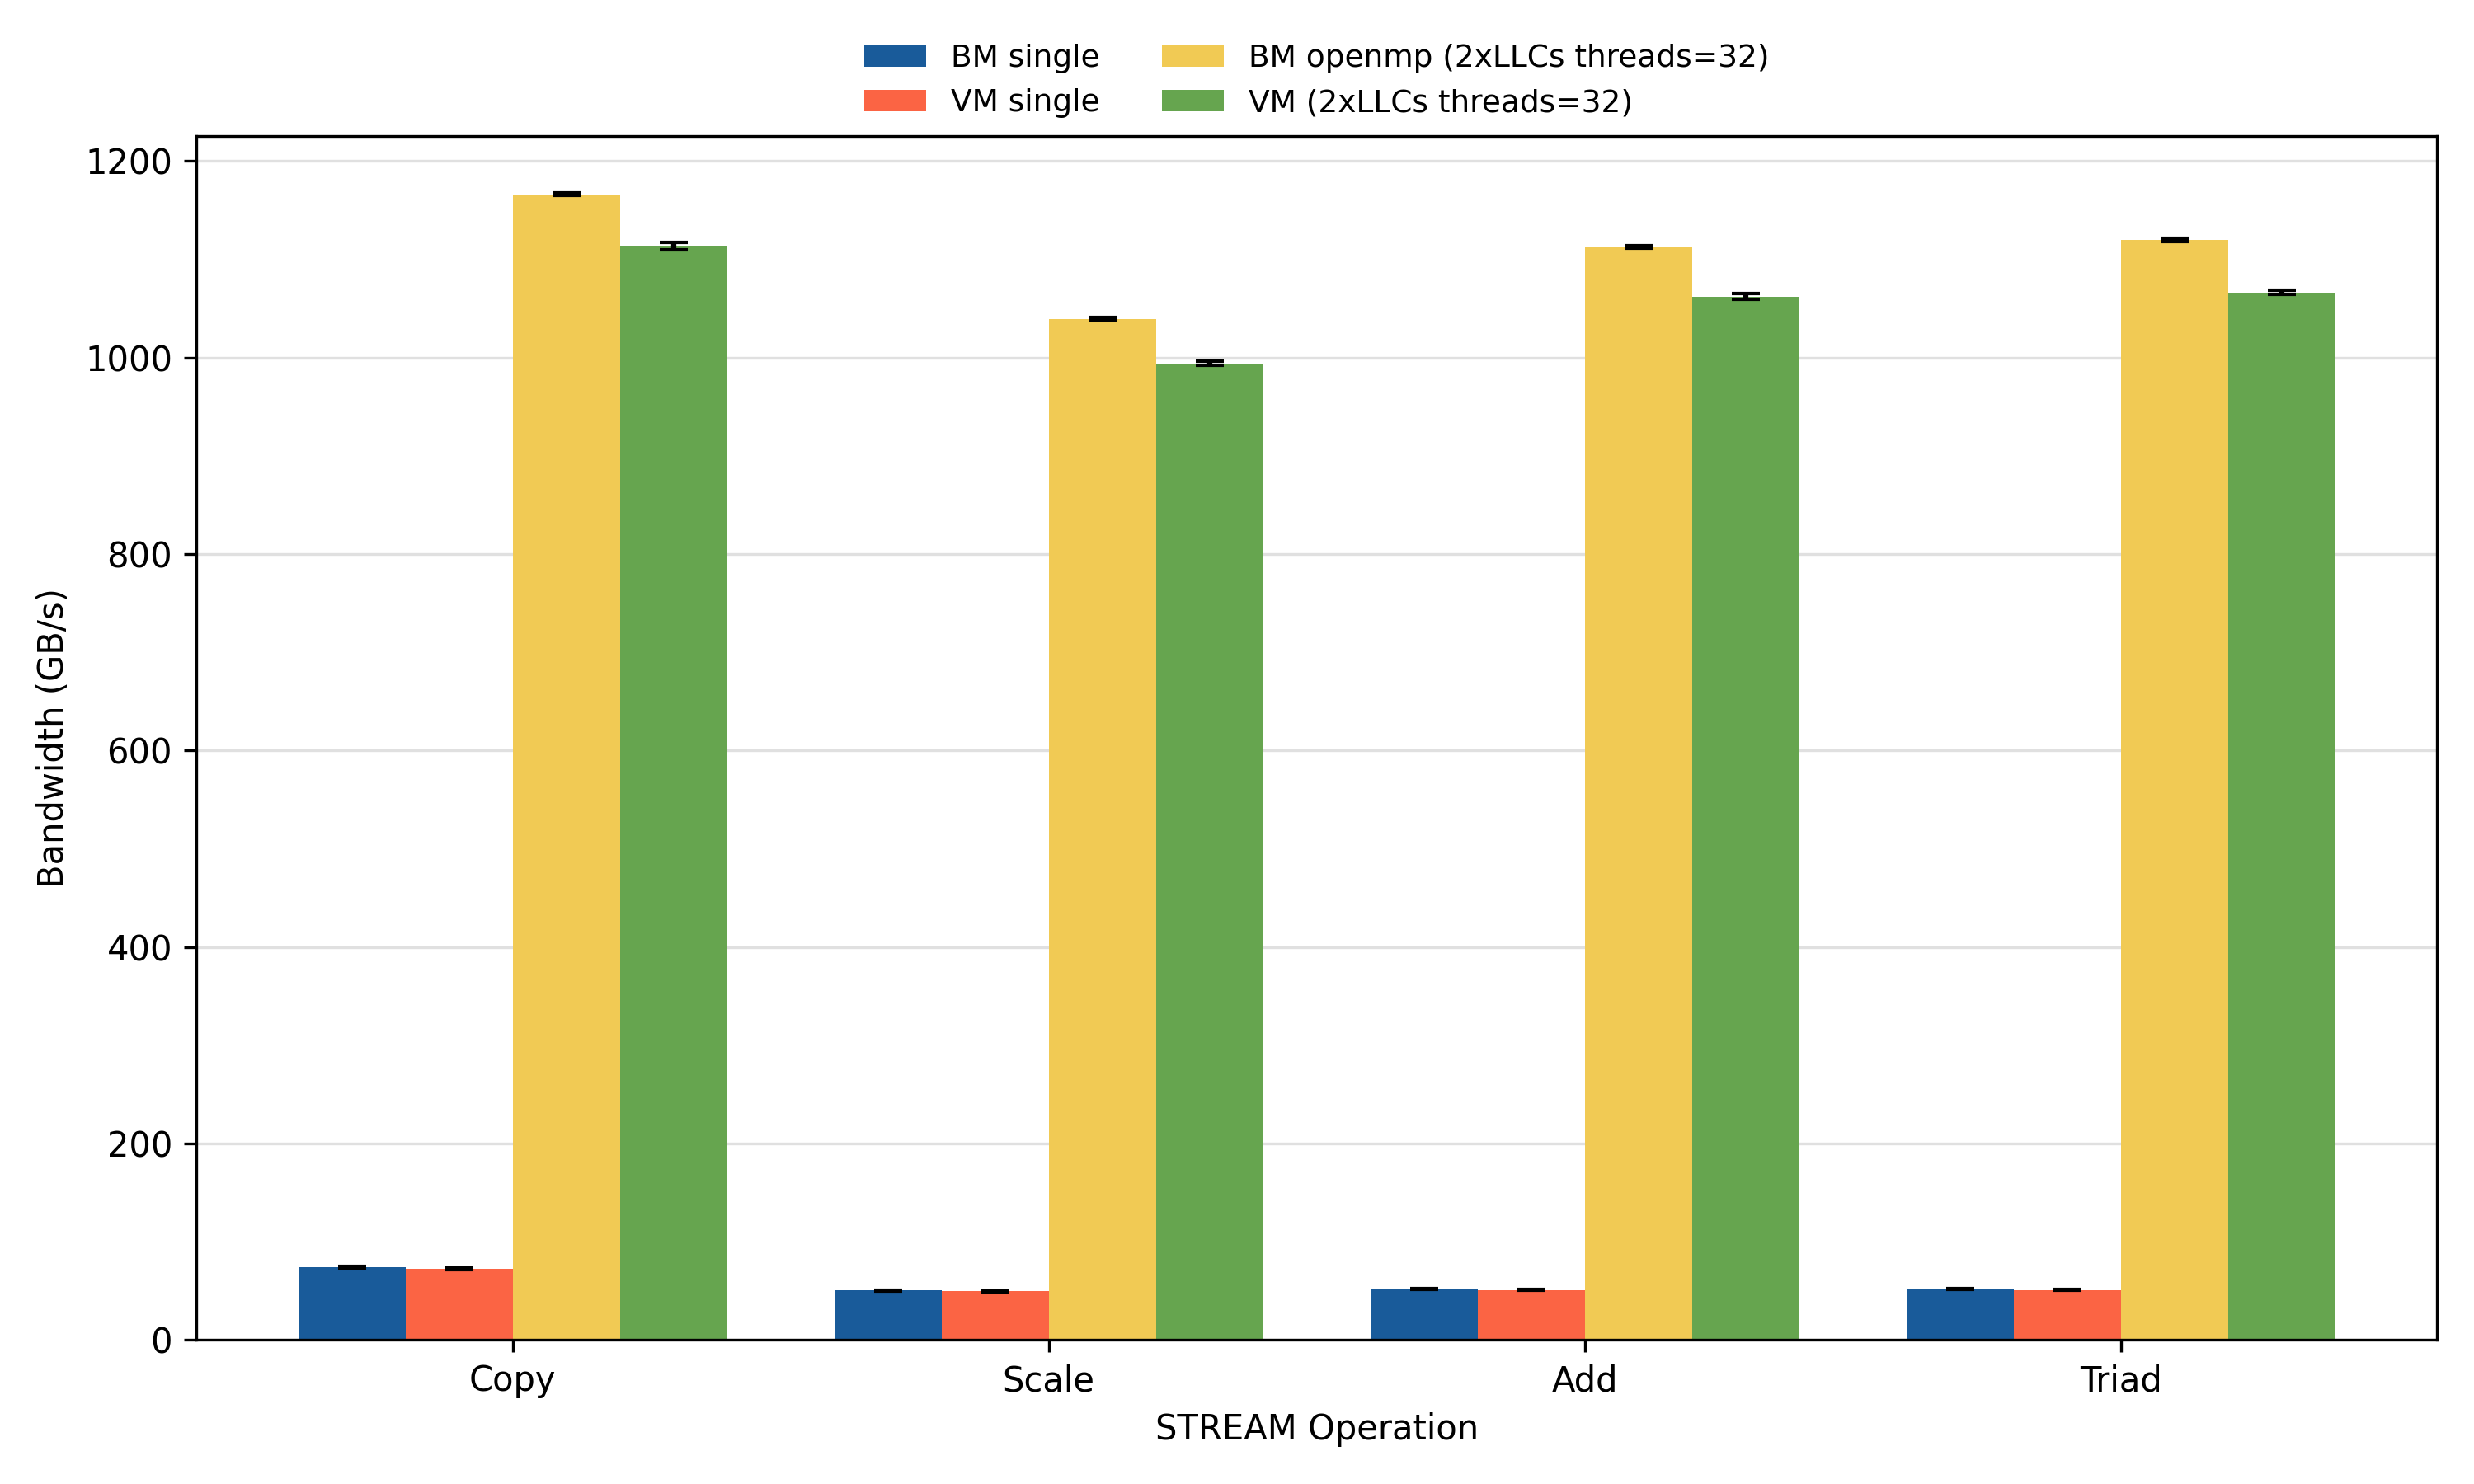 BM single
VM single
BM openmp (2xLLCs threads=32)
VM (2xLLCs threads=32)
1200
1000
800
600
400
200
0
Bandwidth (GB/s)
Copy
Scale
Add
Triad
STREAM Operation